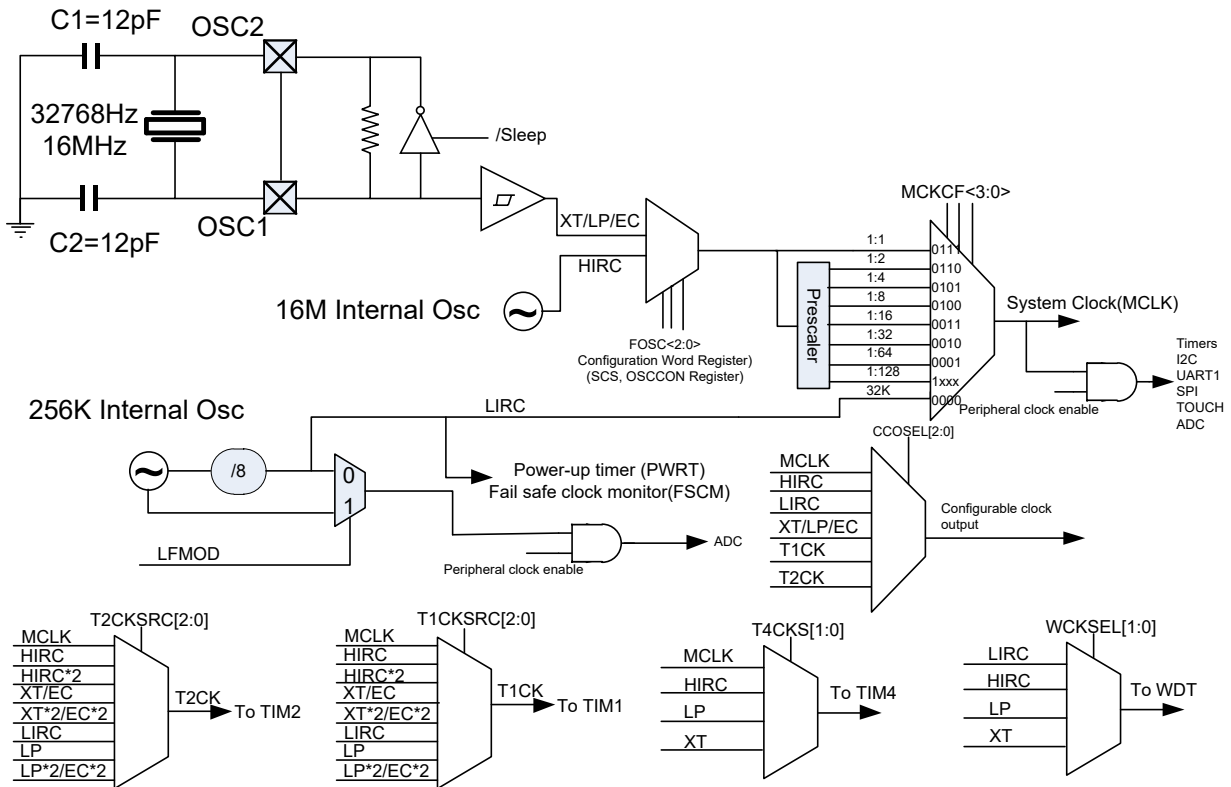 C1=12pF
OSC2
32768Hz
16MHz
/Sleep
OSC1
C2=12pF
XT/LP/EC
HIRC
16M Internal Osc
FOSC<2:0>
Configuration Word Register)
(SCS, OSCCON Register)
MCKCF<3:0>
Prescaler
1:1
0111
1:2
0110
1:4
0101
1:8
0100
1:16
0011
1:32
0010
1:64
0001
1:128
1xxx
32K
0000
System Clock(MCLK)
Peripheral clock enable
Timers
I2C
UART1
SPI
TOUCH
ADC
256K Internal Osc
LIRC
/8
0
1
LFMOD
Power-up timer (PWRT)
Fail safe clock monitor(FSCM)
Peripheral clock enable
ADC
CCOSEL[2:0]
MCLK
HIRC
LIRC
XT/LP/EC
T1CK
T2CK
Configurable clock
output
T2CKSRC[2:0]
MCLK
HIRC
HIRC*2
XT/EC
XT*2/EC*2
LIRC
LP
LP*2/EC*2
T2CK
To TIM2
T1CKSRC[2:0]
MCLK
HIRC
HIRC*2
XT/EC
XT*2/EC*2
LIRC
LP
LP*2/EC*2
T1CK
To TIM1
T4CKS[1:0]
MCLK
HIRC
LP
XT
To TIM4
WCKSEL[1:0]
LIRC
HIRC
LP
XT
To WDT